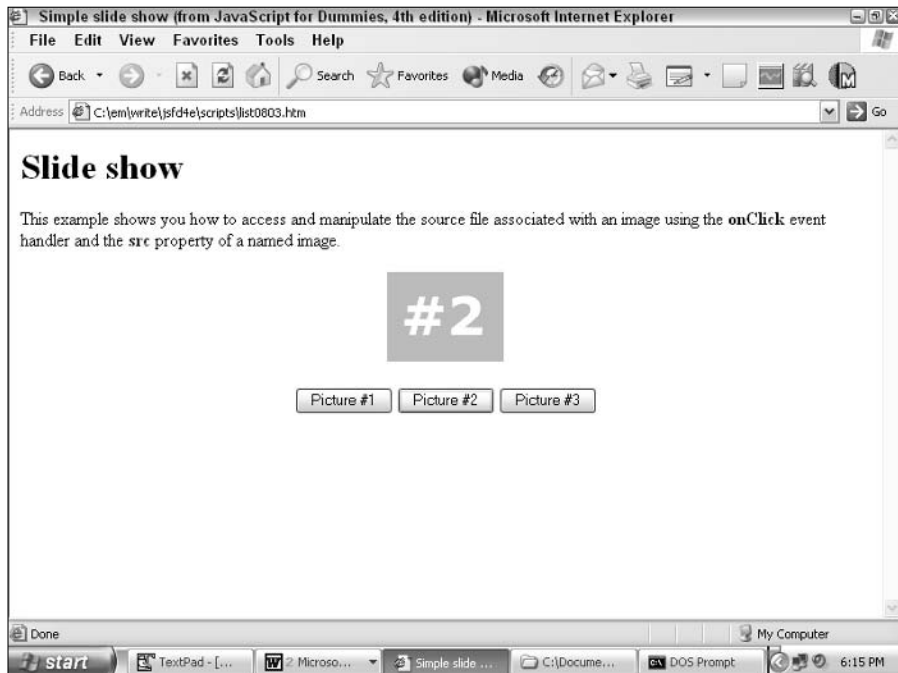 Simple slide show (from JavaScript for Dummies, 4th edition) - Microsoft Internet Explorer
File Edit View Favorites Tools Help
Back Search Favorites Media
Address C:\em\write\jsfd4e\scripts\list0803.htm Go
Slide show
This example shows you how to access and manipulate the source file associated with an image using the onClick event
handler and the src property of a named image.
#2
Picture #1 Picture #2 Picture #3
Done My Computer
start TextPad - [... 2 Microso... Simple slide ... C:\Docume... DOS Prompt 6:15 PM